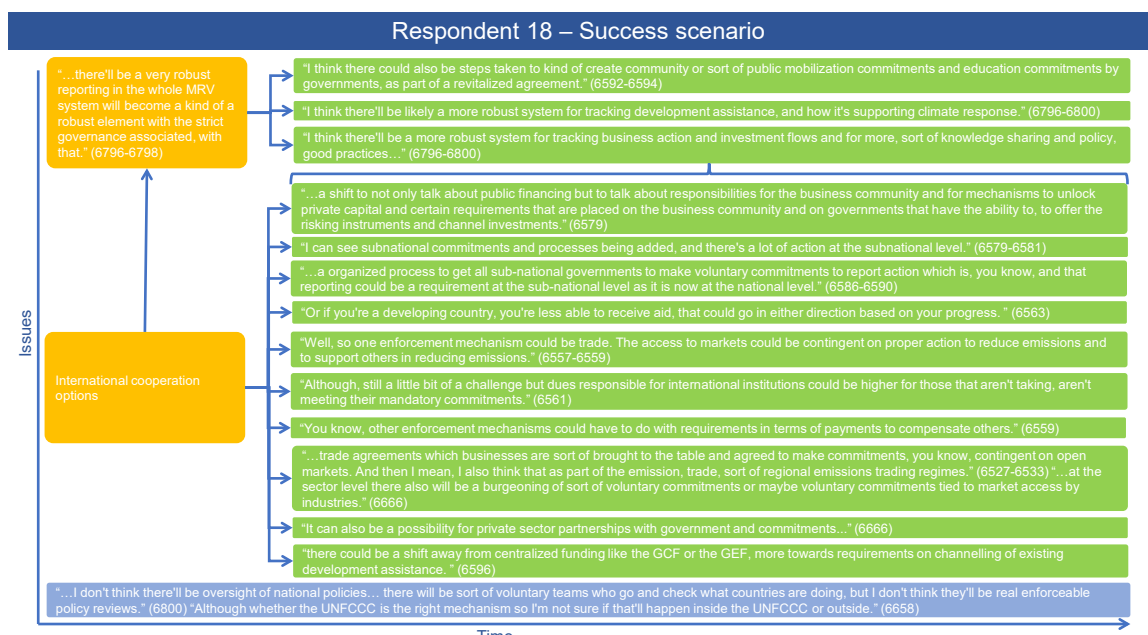 Respondent 18 – Success scenario
“…there'll be a very robust
reporting in the whole MRV
system will become a kind of a
robust element with the strict
governance associated, with
that.” (6796-6798)
“I think there could also be steps taken to kind of create community or sort of public mobilization commitments and education commitments by
governments, as part of a revitalized agreement.” (6592-6594)
“I think there'll be likely a more robust system for tracking development assistance, and how it's supporting climate response.” (6796-6800)
“I think there'll be a more robust system for tracking business action and investment flows and for more, sort of knowledge sharing and policy,
good practices…” (6796-6800)
“…a shift to not only talk about public financing but to talk about responsibilities for the business community and for mechanisms to unlock
private capital and certain requirements that are placed on the business community and on governments that have the ability to, to offer the
risking instruments and channel investments.” (6579)
“I can see subnational commitments and processes being added, and there's a lot of action at the subnational level.” (6579-6581)
“…a organized process to get all sub-national governments to make voluntary commitments to report action which is, you know, and that
reporting could be a requirement at the sub-national level as it is now at the national level.” (6586-6590)
“Or if you're a developing country, you're less able to receive aid, that could go in either direction based on your progress. ” (6563)
“Well, so one enforcement mechanism could be trade. The access to markets could be contingent on proper action to reduce emissions and
to support others in reducing emissions.” (6557-6559)
“Although, still a little bit of a challenge but dues responsible for international institutions could be higher for those that aren't taking, aren't
meeting their mandatory commitments.” (6561)
“You know, other enforcement mechanisms could have to do with requirements in terms of payments to compensate others.” (6559)
“…trade agreements which businesses are sort of brought to the table and agreed to make commitments, you know, contingent on open
markets. And then I mean, I also think that as part of the emission, trade, sort of regional emissions trading regimes.” (6527-6533) “…at the
sector level there also will be a burgeoning of sort of voluntary commitments or maybe voluntary commitments tied to market access by
industries.” (6666)
“It can also be a possibility for private sector partnerships with government and commitments...” (6666)
“there could be a shift away from centralized funding like the GCF or the GEF, more towards requirements on channelling of existing
development assistance. ” (6596)
International cooperation
options
Issues
“…I don't think there'll be oversight of national policies… there will be sort of voluntary teams who go and check what countries are doing, but I don't think they'll be real enforceable
policy reviews.” (6800) “Although whether the UNFCCC is the right mechanism so I'm not sure if that'll happen inside the UNFCCC or outside.” (6658)
Time